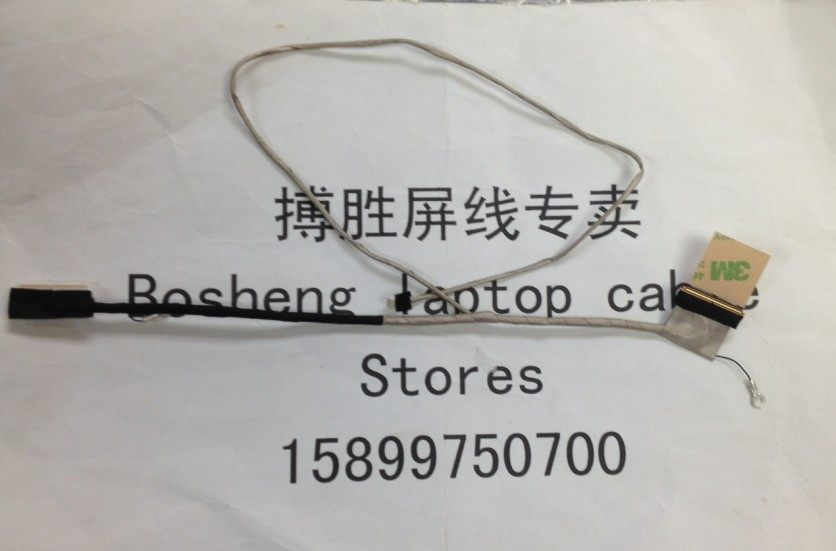 搏胜屏线专卖
3M
Bosheng laptop cable
Stores
15899750700